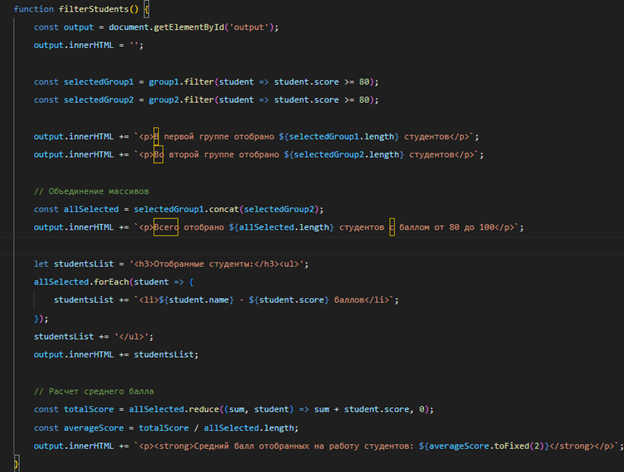 function filterStudents() {
    const output = document.getElementById('output');
    output.innerHTML = '';
    const selectedGroup1 = group1.filter(student => student.score >= 80);
    const selectedGroup2 = group2.filter(student => student.score >= 80);
    output.innerHTML += `<p>В первой группе отобрано ${selectedGroup1.length} студентов</p>`;
    output.innerHTML += `<p>Во второй группе отобрано ${selectedGroup2.length} студентов</p>`;
    // Объединение массивов
    const allSelected = selectedGroup1.concat(selectedGroup2);
    output.innerHTML += `<p>Всего отобрано ${allSelected.length} студентов с баллом от 80 до 100</p>`;
    let studentsList = '<h3>Отобранные студенты:</h3><ul>';
    allSelected.forEach(student => {
        studentsList += `<li>${student.name} - ${student.score} баллов</li>`;
    });
    studentsList += '</ul>';
    output.innerHTML += studentsList;
    // Расчет среднего балла
    const totalScore = allSelected.reduce((sum, student) => sum + student.score, 0);
    const averageScore = totalScore / allSelected.length;
    output.innerHTML += `<p><strong>Средний балл отобранных на работу студентов: ${averageScore.toFixed(2)}</strong></p>`;
}